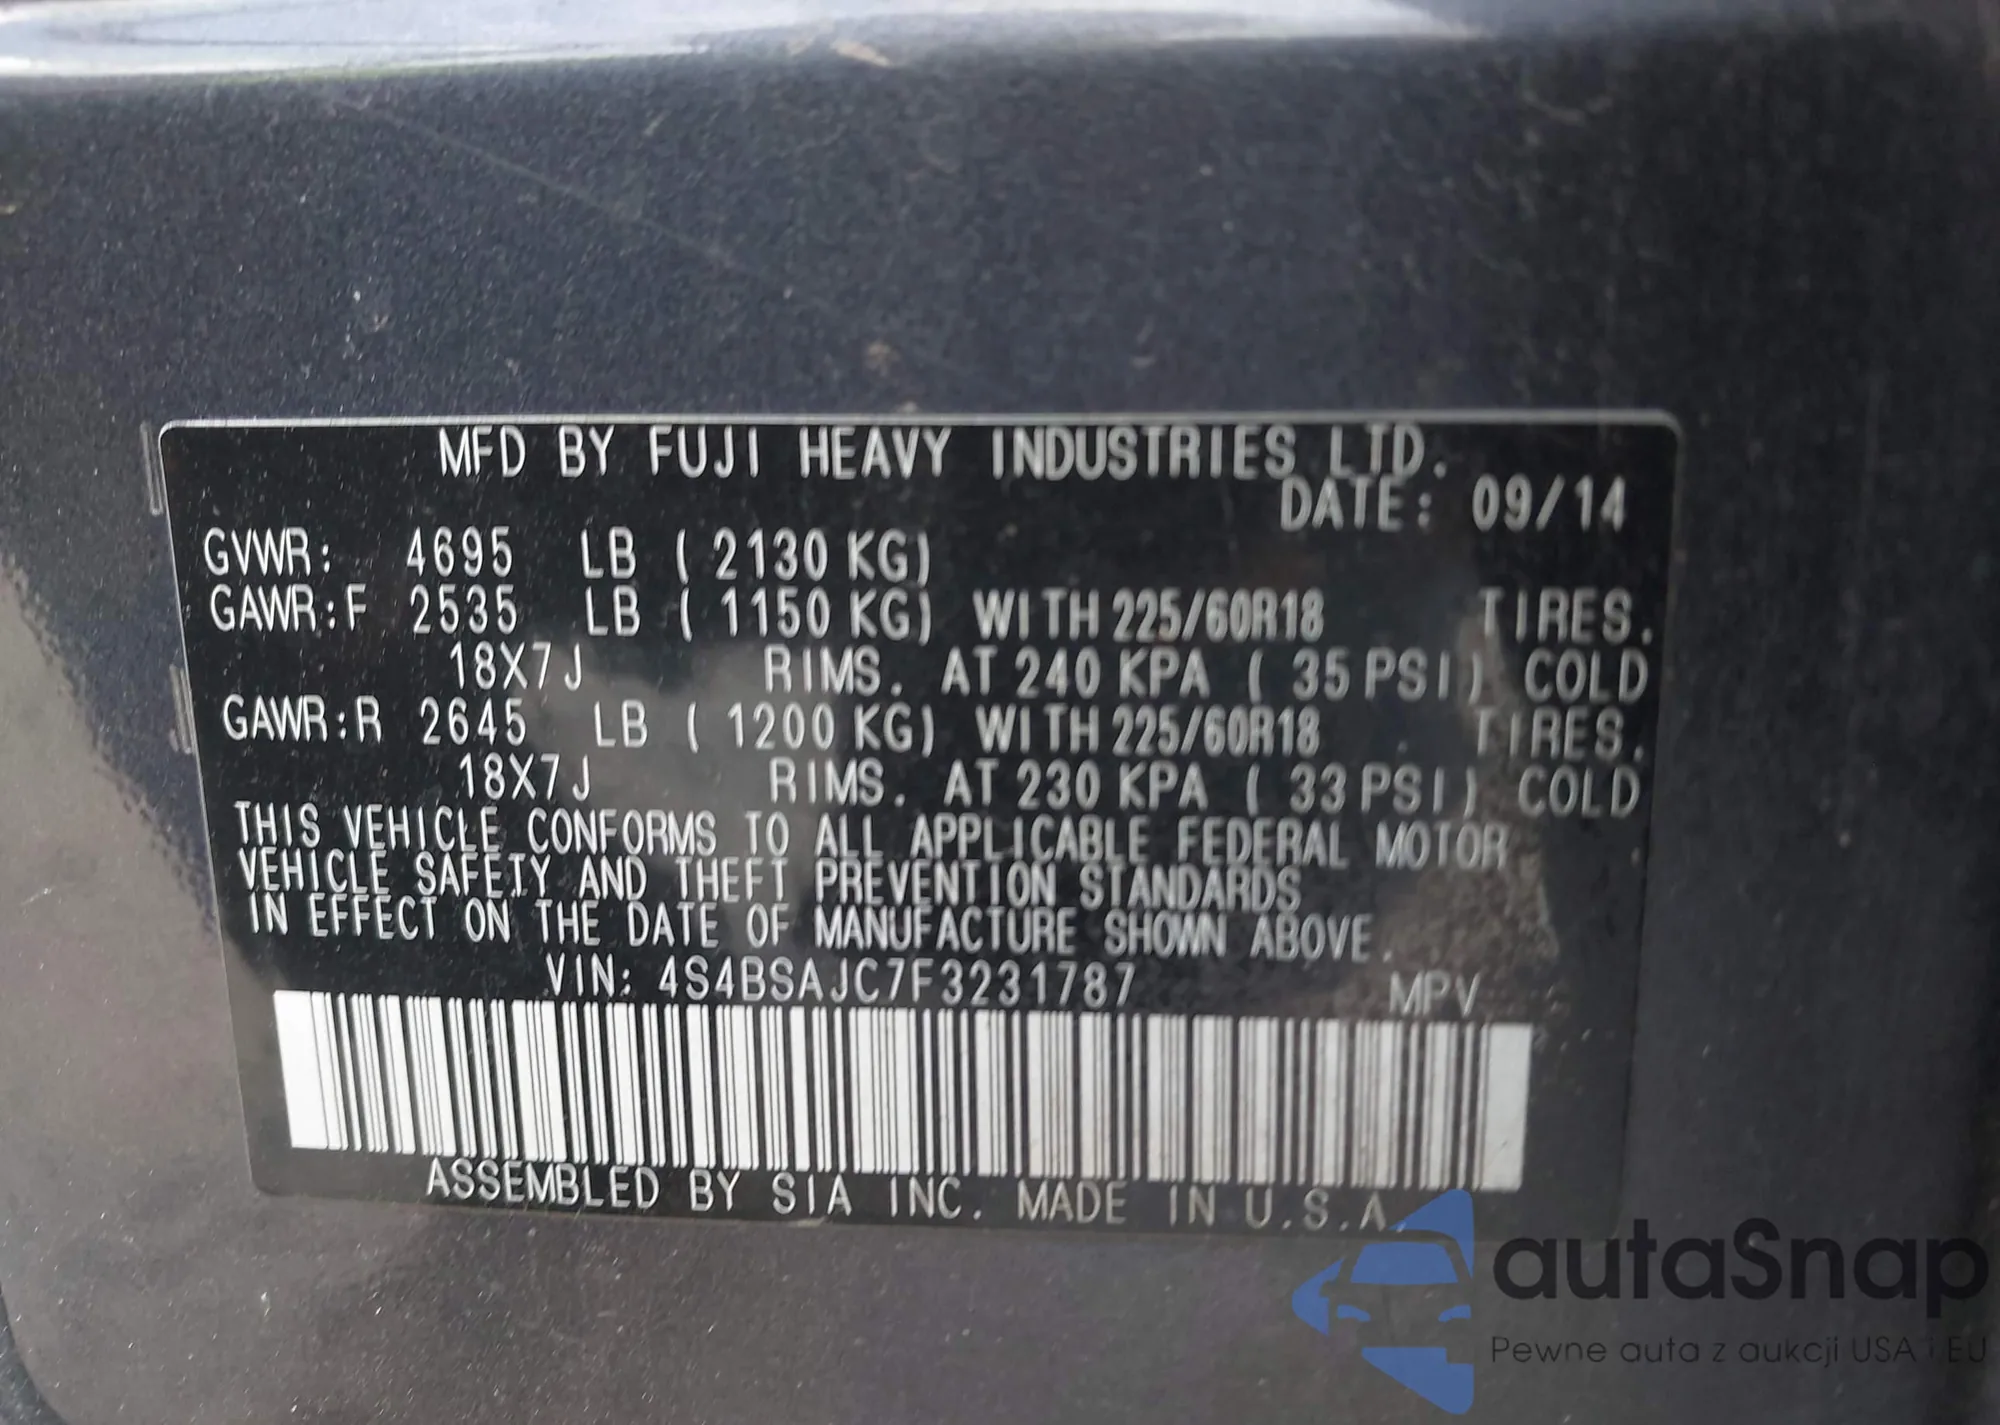 MFD BY FUJI HEAVY INDUSTRIES LTD.
DATE: 09/14
GVWR: 4695 LB ( 2130 KG)
GAWR:F 2535 LB ( 1150 KG) WITH 225/60R18 TIRES.
18X7J RIMS. AT 240 KPA ( 35 PSI) COLD
GAWR:R 2645 LB ( 1200 KG) WITH 225/60R18 TIRES.
18X7J RIMS. AT 230 KPA ( 33 PSI) COLD
THIS VEHICLE CONFORMS TO ALL APPLICABLE FEDERAL MOTOR
VEHICLE SAFETY AND THEFT PREVENTION STANDARDS
IN EFFECT ON THE DATE OF MANUFACTURE SHOWN ABOVE.
VIN: 4S4BSAJC7F3231787 MPV
ASSEMBLED BY SIA INC. MADE IN U.S.A.
autaSnap
Pewne auta z aukcji USA i EU